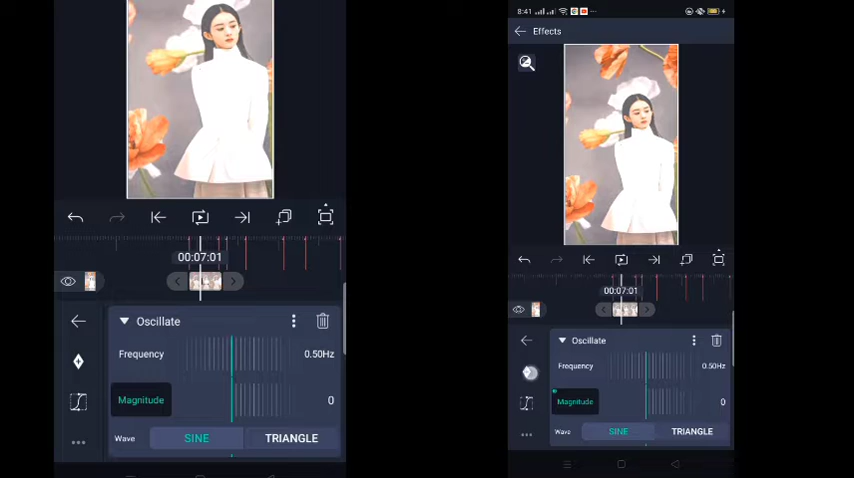 00:07:01
Oscillate
Frequency 0.50Hz
Magnitude 0
Wave SINE TRIANGLE
8:41
Effects
00:07:01
Oscillate
Frequency 0.50Hz
Magnitude 0
Wave SINE TRIANGLE